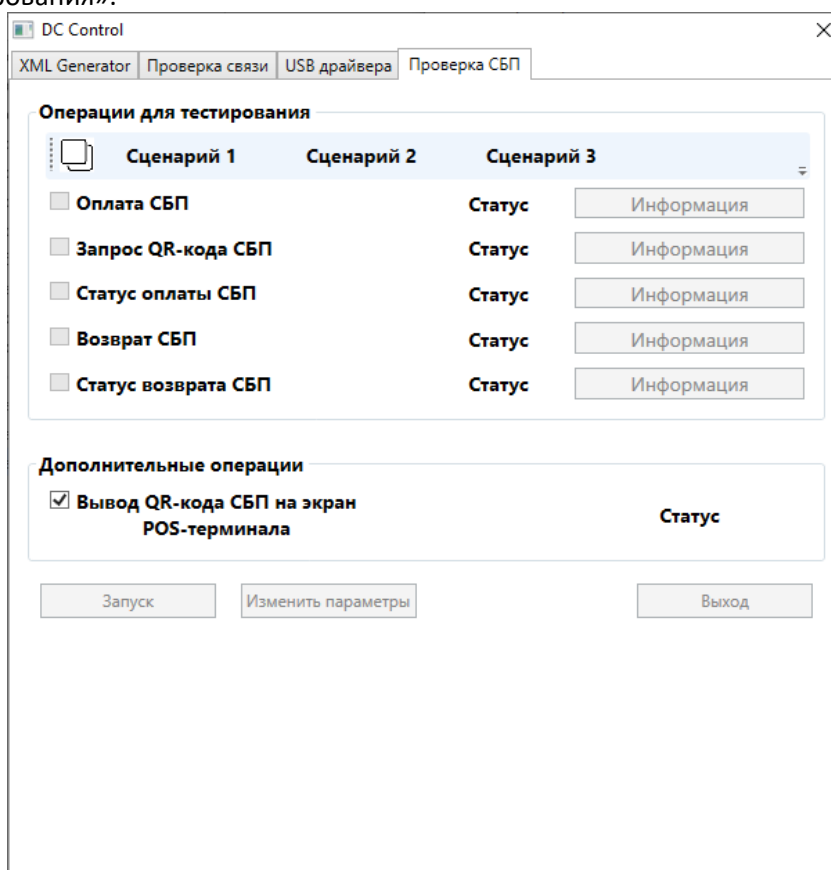 DC Control
XML Generator Проверка связи USB драйвера Проверка СБП
Операции для тестирования
Сценарий 1 Сценарий 2 Сценарий 3
Оплата СБП Статус Информация
Запрос QR-кода СБП Статус Информация
Статус оплаты СБП Статус Информация
Возврат СБП Статус Информация
Статус возврата СБП Статус Информация
Дополнительные операции
Вывод QR-кода СБП на экран
POS-терминала Статус
Запуск Изменить параметры Выход